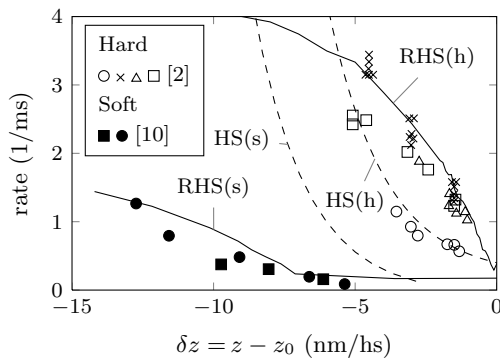 4
3
2
1
0
rate (1/ms)
Hard
○ × △ □ [2]
Soft
■ ● [10]
RHS(h)
HS(s)
HS(h)
RHS(s)
−15 −10 −5 0
δz = z − z₀ (nm/hs)